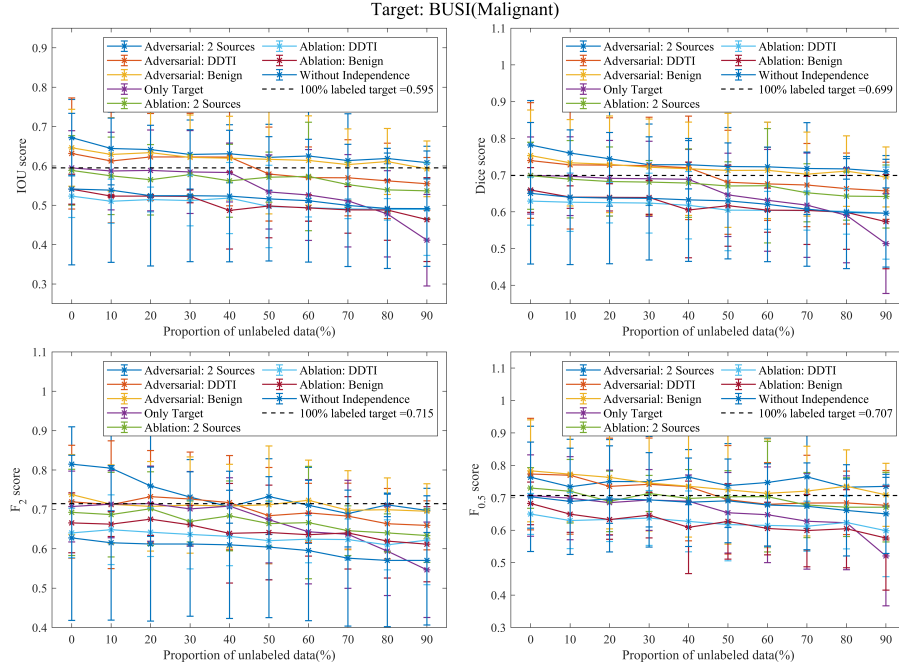 Target: BUSI(Malignant)
0.9
0.8
0.7
0.6
0.5
0.4
0.3
IOU score
Adversarial: 2 Sources
Adversarial: DDTI
Adversarial: Benign
Only Target
Ablation: 2 Sources
Ablation: DDTI
Ablation: Benign
Without Independence
100% labeled target =0.595
0 10 20 30 40 50 60 70 80 90
Proportion of unlabeled data(%)
1.1
1
0.9
0.8
0.7
0.6
0.5
0.4
Dice score
Adversarial: 2 Sources
Adversarial: DDTI
Adversarial: Benign
Only Target
Ablation: 2 Sources
Ablation: DDTI
Ablation: Benign
Without Independence
100% labeled target =0.699
0 10 20 30 40 50 60 70 80 90
Proportion of unlabeled data(%)
1.1
1
0.9
0.8
0.7
0.6
0.5
0.4
F2 score
Adversarial: 2 Sources
Adversarial: DDTI
Adversarial: Benign
Only Target
Ablation: 2 Sources
Ablation: DDTI
Ablation: Benign
Without Independence
100% labeled target =0.715
0 10 20 30 40 50 60 70 80 90
Proportion of unlabeled data(%)
1.1
1
0.9
0.8
0.7
0.6
0.5
0.4
0.3
F0.5 score
Adversarial: 2 Sources
Adversarial: DDTI
Adversarial: Benign
Only Target
Ablation: 2 Sources
Ablation: DDTI
Ablation: Benign
Without Independence
100% labeled target =0.707
0 10 20 30 40 50 60 70 80 90
Proportion of unlabeled data(%)